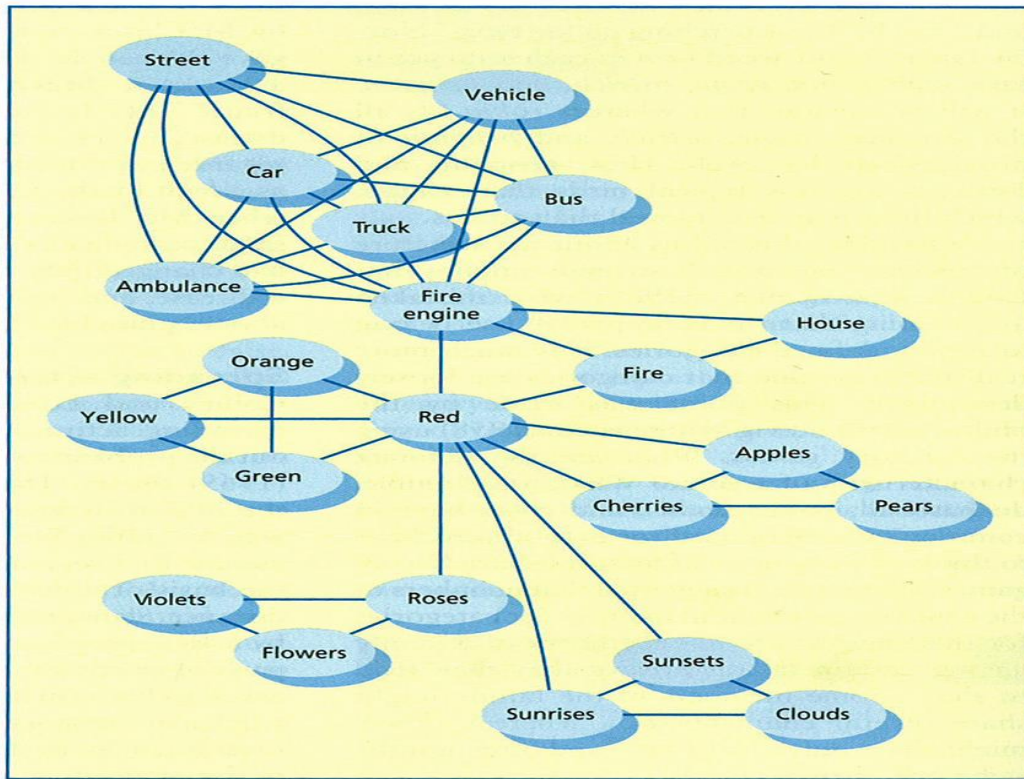 Street
Vehicle
Car
Bus
Truck
Ambulance
Fire
engine
House
Orange
Fire
Yellow
Red
Apples
Green
Cherries
Pears
Violets
Roses
Flowers
Sunsets
Sunrises
Clouds